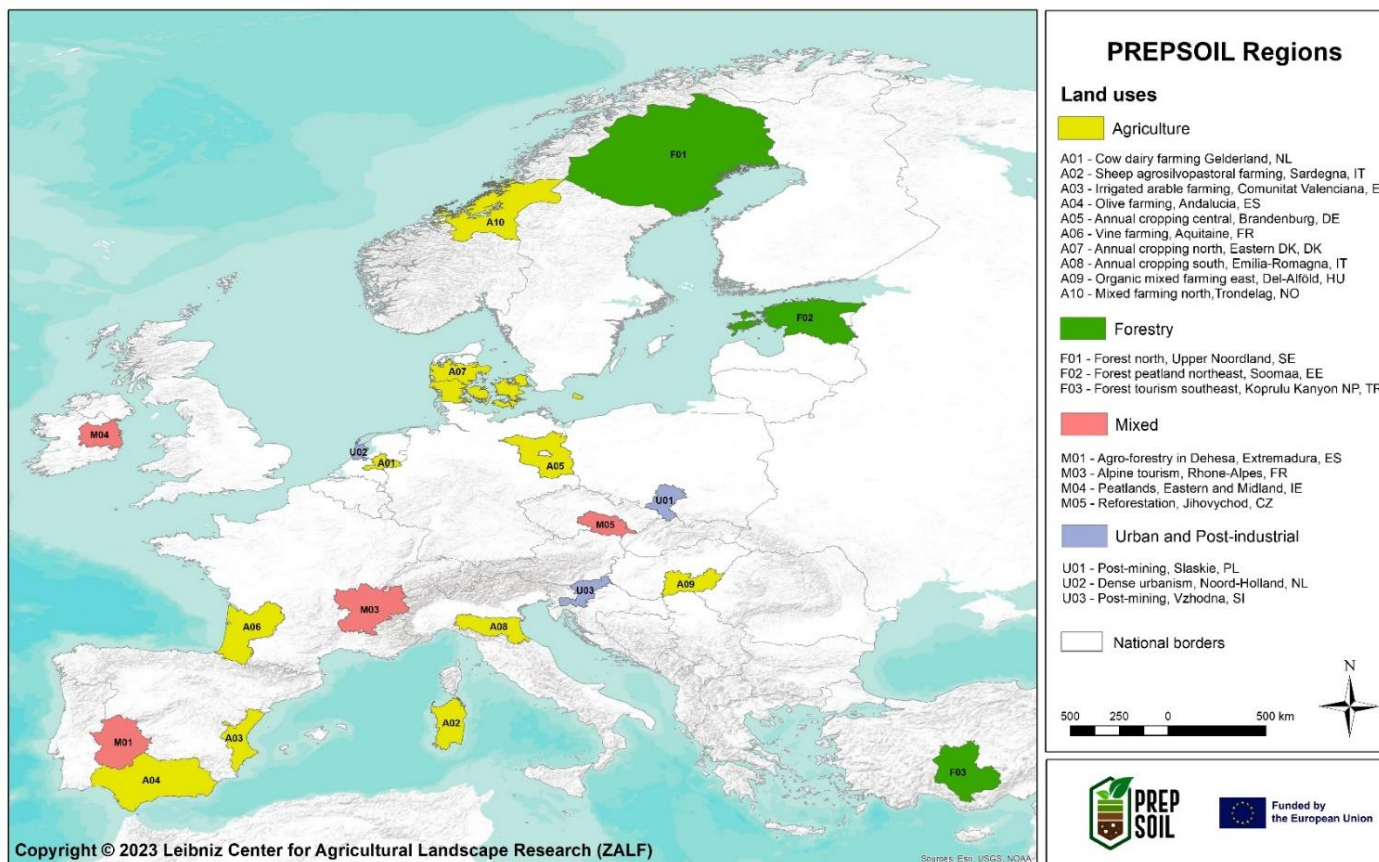 F01
A10
F02
A07
M04
U02
A01
A05
U01
M05
A09
U03
M03
A06
A08
A02
A03
M01
A04
F03
Copyright © 2023 Leibniz Center for Agricultural Landscape Research (ZALF)
Sources: Esri, USGS, NOAA
PREPSOIL Regions
Land uses
Agriculture
A01 - Cow dairy farming Gelderland, NL
A02 - Sheep agrosilvopastoral farming, Sardegna, IT
A03 - Irrigated arable farming, Comunitat Valenciana, E
A04 - Olive farming, Andalucia, ES
A05 - Annual cropping central, Brandenburg, DE
A06 - Vine farming, Aquitaine, FR
A07 - Annual cropping north, Eastern DK, DK
A08 - Annual cropping south, Emilia-Romagna, IT
A09 - Organic mixed farming east, Del-Alföld, HU
A10 - Mixed farming north,Trondelag, NO
Forestry
F01 - Forest north, Upper Noordland, SE
F02 - Forest peatland northeast, Soomaa, EE
F03 - Forest tourism southeast, Koprulu Kanyon NP, TR
Mixed
M01 - Agro-forestry in Dehesa, Extremadura, ES
M03 - Alpine tourism, Rhone-Alpes, FR
M04 - Peatlands, Eastern and Midland, IE
M05 - Reforestation, Jihovychod, CZ
Urban and Post-industrial
U01 - Post-mining, Slaskie, PL
U02 - Dense urbanism, Noord-Holland, NL
U03 - Post-mining, Vzhodna, SI
National borders
N
500 250 0 500 km
PREP
SOIL
Funded by
the European Union